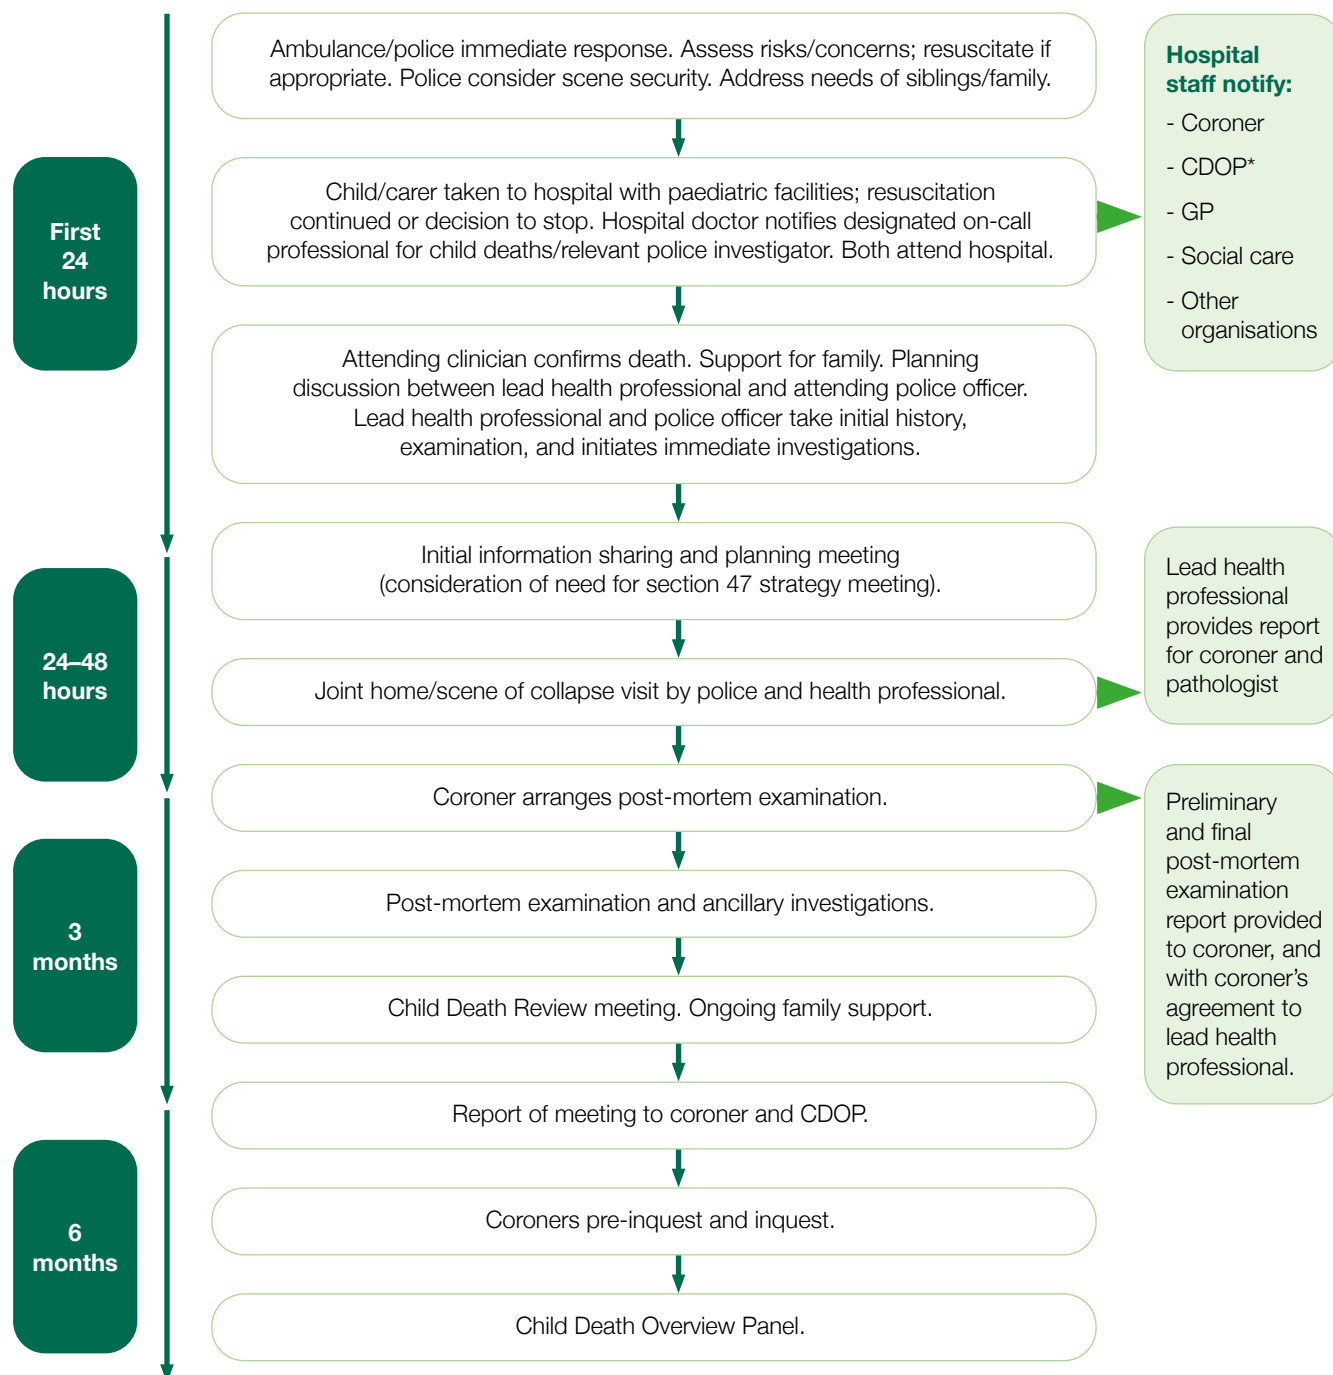 Ambulance/police immediate response. Assess risks/concerns; resuscitate if
appropriate. Police consider scene security. Address needs of siblings/family.
Hospital
staff notify:
- Coroner
- CDOP*
- GP
- Social care
- Other
organisations
First
24
hours
Child/carer taken to hospital with paediatric facilities; resuscitation
continued or decision to stop. Hospital doctor notifies designated on-call
professional for child deaths/relevant police investigator. Both attend hospital.
Attending clinician confirms death. Support for family. Planning
discussion between lead health professional and attending police officer.
Lead health professional and police officer take initial history,
examination, and initiates immediate investigations.
24–48
hours
Initial information sharing and planning meeting
(consideration of need for section 47 strategy meeting).
Joint home/scene of collapse visit by police and health professional.
Lead health
professional
provides report
for coroner and
pathologist
Coroner arranges post-mortem examination.
Preliminary
and final
post-mortem
examination
report provided
to coroner, and
with coroner’s
agreement to
lead health
professional.
3
months
Post-mortem examination and ancillary investigations.
Child Death Review meeting. Ongoing family support.
Report of meeting to coroner and CDOP.
6
months
Coroners pre-inquest and inquest.
Child Death Overview Panel.